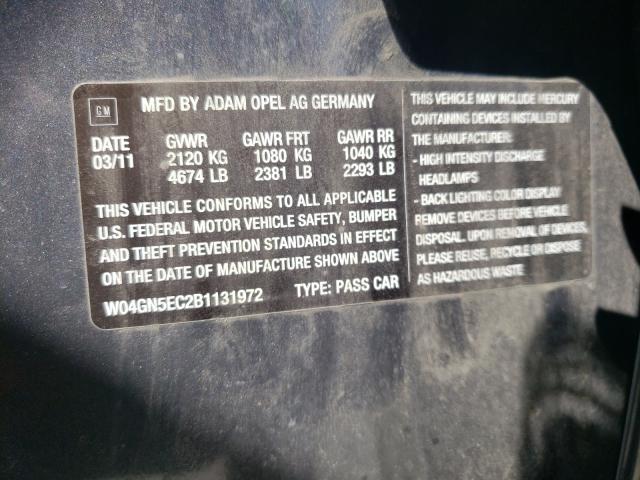 GM
MFD BY ADAM OPEL AG GERMANY
DATE GVWR GAWR FRT GAWR RR
03/11 2120 KG 1080 KG 1040 KG
4674 LB 2381 LB 2293 LB
THIS VEHICLE CONFORMS TO ALL APPLICABLE
U.S. FEDERAL MOTOR VEHICLE SAFETY, BUMPER
AND THEFT PREVENTION STANDARDS IN EFFECT
ON THE DATE OF MANUFACTURE SHOWN ABOVE
W04GN5EC2B1131972 TYPE: PASS CAR
THIS VEHICLE MAY INCLUDE MERCURY
CONTAINING DEVICES INSTALLED BY
THE MANUFACTURER:
- HIGH INTENSITY DISCHARGE
HEADLAMPS
- BACK LIGHTING COLOR DISPLAY
REMOVE DEVICES BEFORE VEHICLE
DISPOSAL. UPON REMOVAL OF DEVICES,
PLEASE REUSE, RECYCLE OR DISPOSE
AS HAZARDOUS WASTE